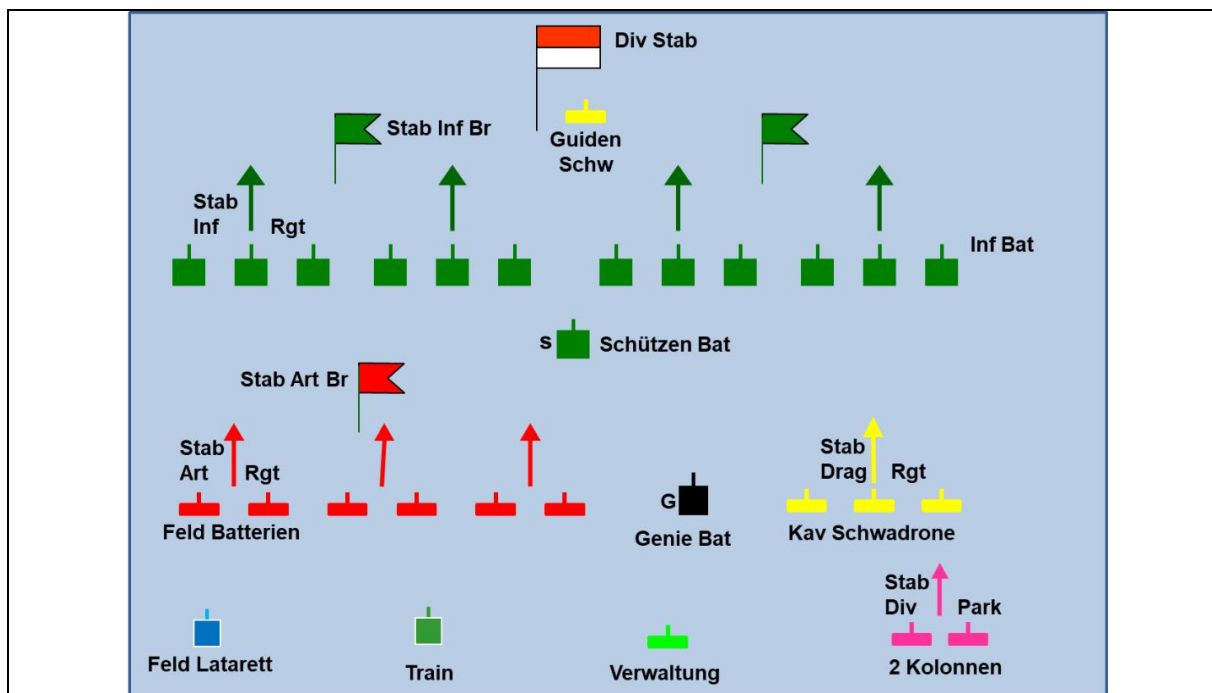 Div Stab
Stab Inf Br
Guiden
Schw
Stab
Inf Rgt
Inf Bat
S Schützen Bat
Stab Art Br
Stab
Art Rgt
Feld Batterien
G
Genie Bat
Stab
Drag Rgt
Kav Schwadrone
Feld Latarett
Train
Verwaltung
Stab
Div Park
2 Kolonnen